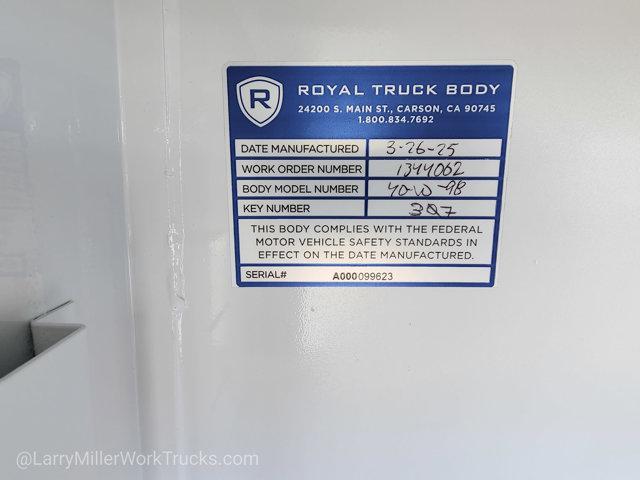 R
ROYAL TRUCK BODY
24200 S. MAIN ST., CARSON, CA 90745
1.800.834.7692
DATE MANUFACTURED 3-26-25
WORK ORDER NUMBER 1344062
BODY MODEL NUMBER 40-W-98
KEY NUMBER 307
THIS BODY COMPLIES WITH THE FEDERAL
MOTOR VEHICLE SAFETY STANDARDS IN
EFFECT ON THE DATE MANUFACTURED.
SERIAL# A000099623
@LarryMillerWorkTrucks.com